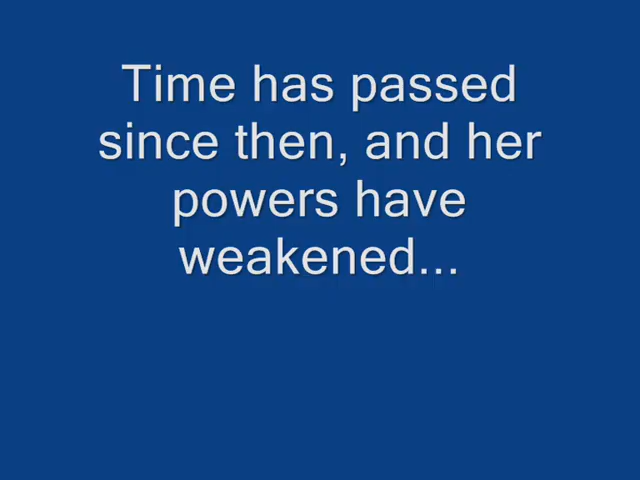 Time has passed
since then, and her
powers have
weakened...